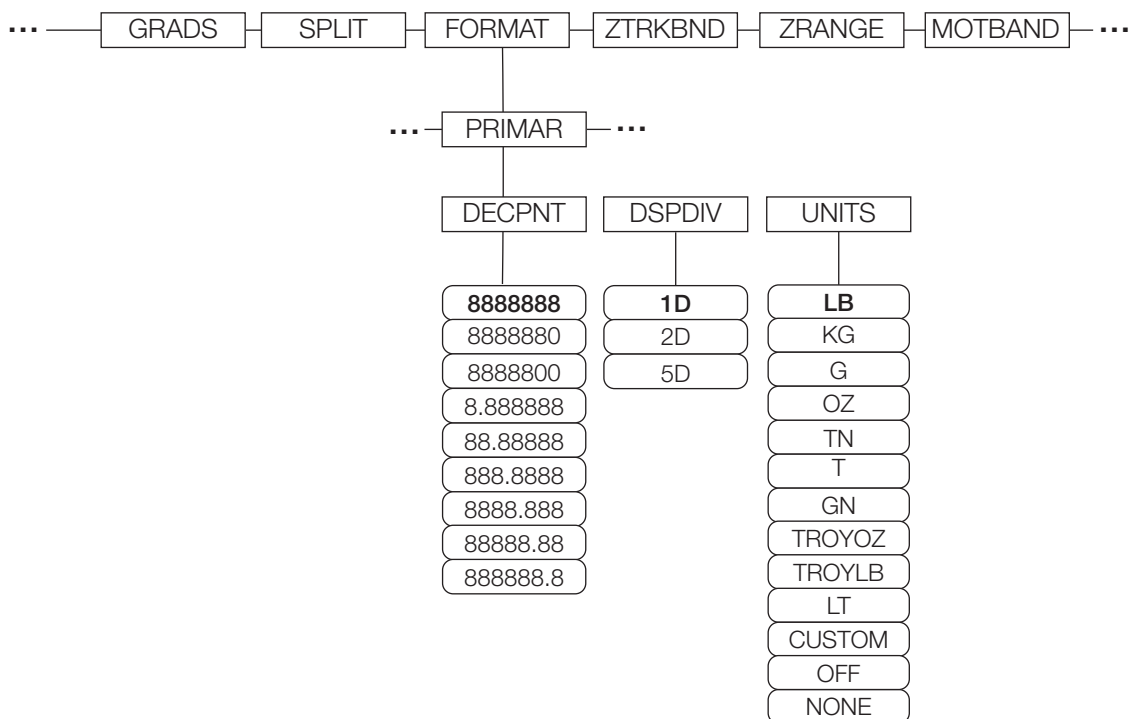 ... GRADS SPLIT FORMAT ZTRKBND ZRANGE MOTBAND ...
... PRIMAR ...
DECPNT DSPDIV UNITS
8888888 1D LB
8888880 2D KG
8888800 5D G
8.888888 OZ
88.88888 TN
888.8888 T
8888.888 GN
88888.88 TROYOZ
888888.8 TROYLB
LT
CUSTOM
OFF
NONE